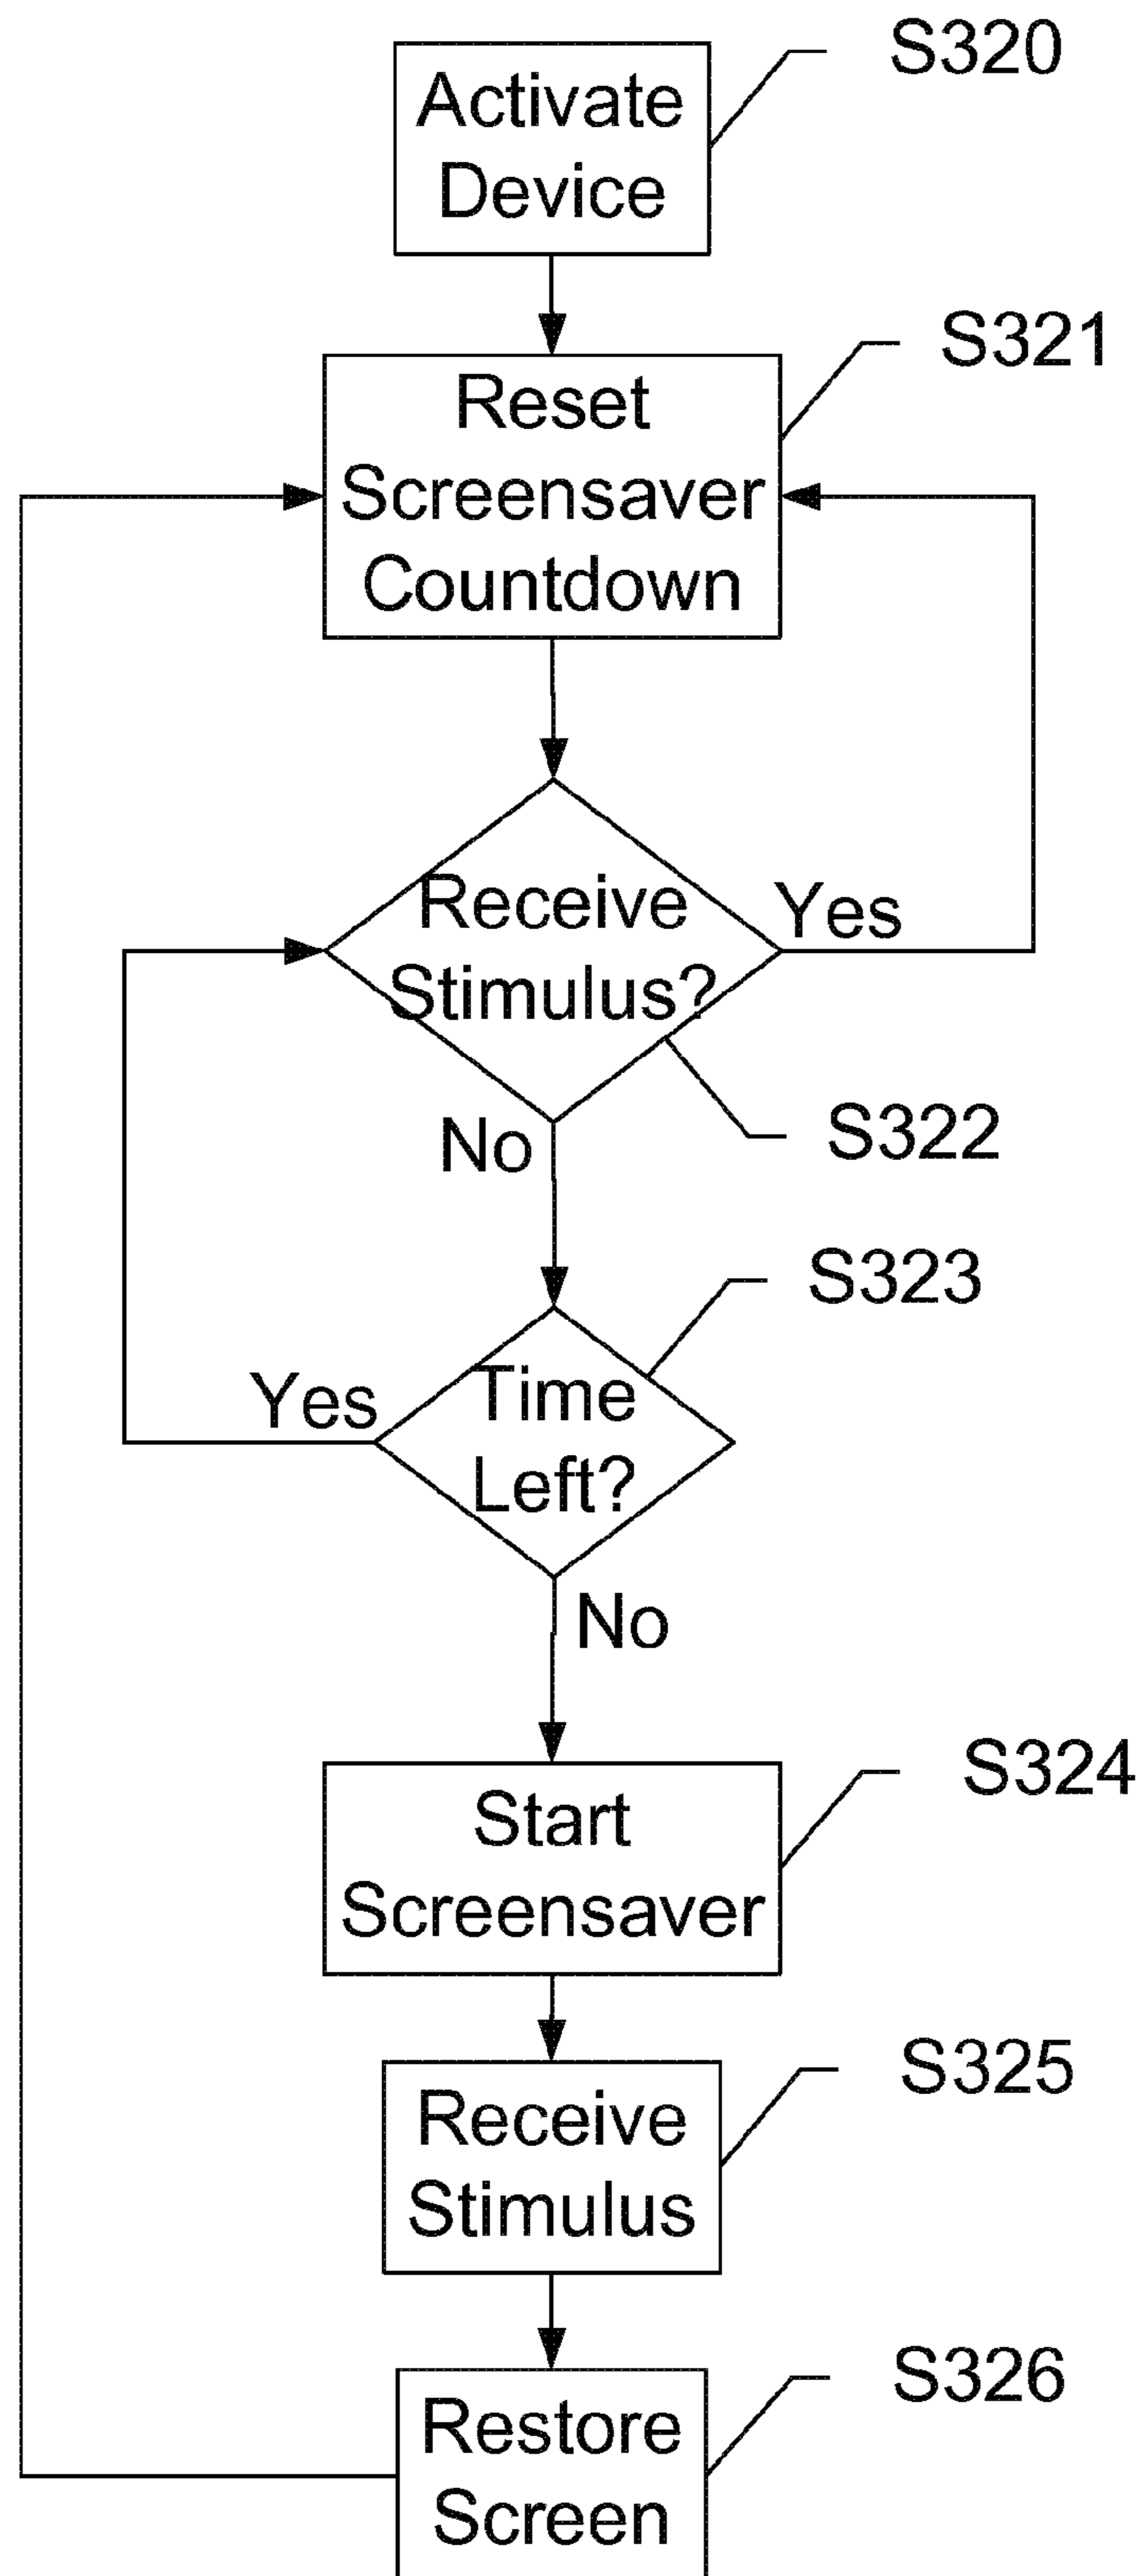 Activate
Device
S320
Reset
Screensaver
Countdown
S321
Receive
Stimulus?
Yes
No
S322
S323
Time
Left?
Yes
No
Start
Screensaver
S324
Receive
Stimulus
S325
Restore
Screen
S326